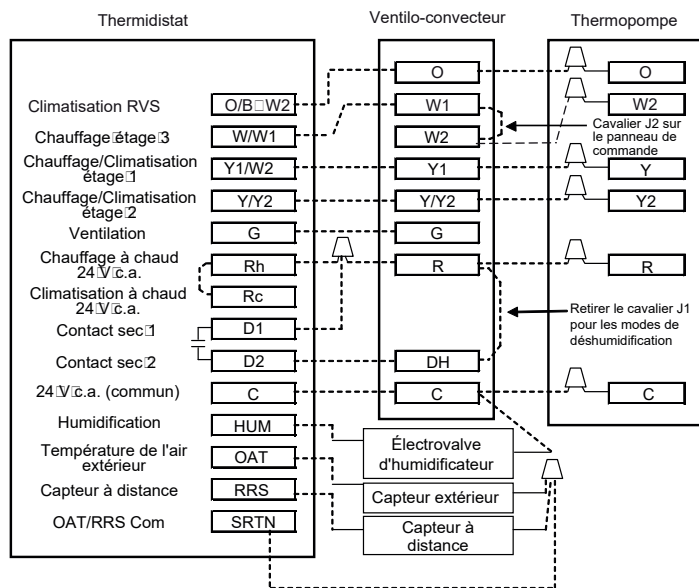 Thermidistat
Ventilo-convecteur
Thermopompe
O
O
Climatisation RVS
O/B□W2
W1
W2
Chauffage□étage□3
W/W1
W2
Cavalier J2 sur
le panneau de
commande
Chauffage/Climatisation
étage□1
Y1/W2
Y1
Y
Chauffage/Climatisation
étage□2
Y/Y2
Y/Y2
Y2
Ventilation
G
G
Chauffage à chaud
24□V□c.a.
Rh
R
R
Climatisation à chaud
24□V□c.a.
Rc
Retirer le cavalier J1
pour les modes de
déshumidification
Contact sec□1
D1
Contact sec□2
D2
DH
24□V□c.a. (commun)
C
C
C
Humidification
HUM
Électrovalve
d'humidificateur
Température de l'air
extérieur
OAT
Capteur extérieur
Capteur à distance
RRS
Capteur à
distance
OAT/RRS Com
SRTN